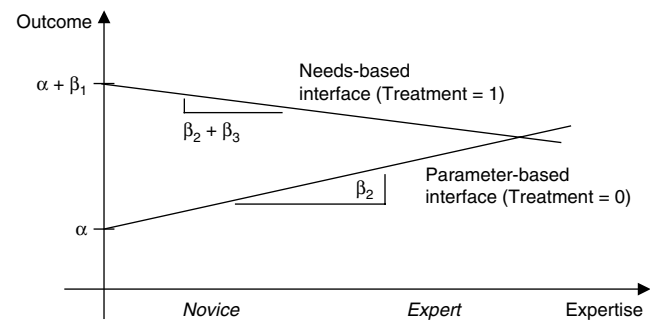 Outcome
α + β₁
Needs-based
interface (Treatment = 1)
β₂ + β₃
Parameter-based
interface (Treatment = 0)
β₂
α
Novice
Expert
Expertise